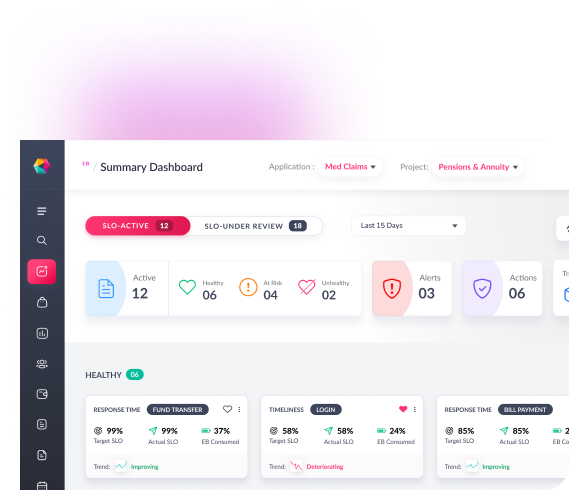 EB / Summary Dashboard
Application : Med Claims
Project: Pensions & Annuity
SLO-ACTIVE 12
SLO-UNDER REVIEW 18
Last 15 Days
Active
12
Healthy
06
At Risk
04
Unhealthy
02
Alerts
03
Actions
06
HEALTHY 06
RESPONSE TIME FUND TRANSFER
99%
Target SLO
99%
Actual SLO
37%
EB Consumed
Trend: Improving
TIMELINESS LOGIN
58%
Target SLO
58%
Actual SLO
24%
EB Consumed
Trend: Deteriorating
RESPONSE TIME BILL PAYMENT
85%
Target SLO
85%
Actual SLO
EB Con
Trend: Improving